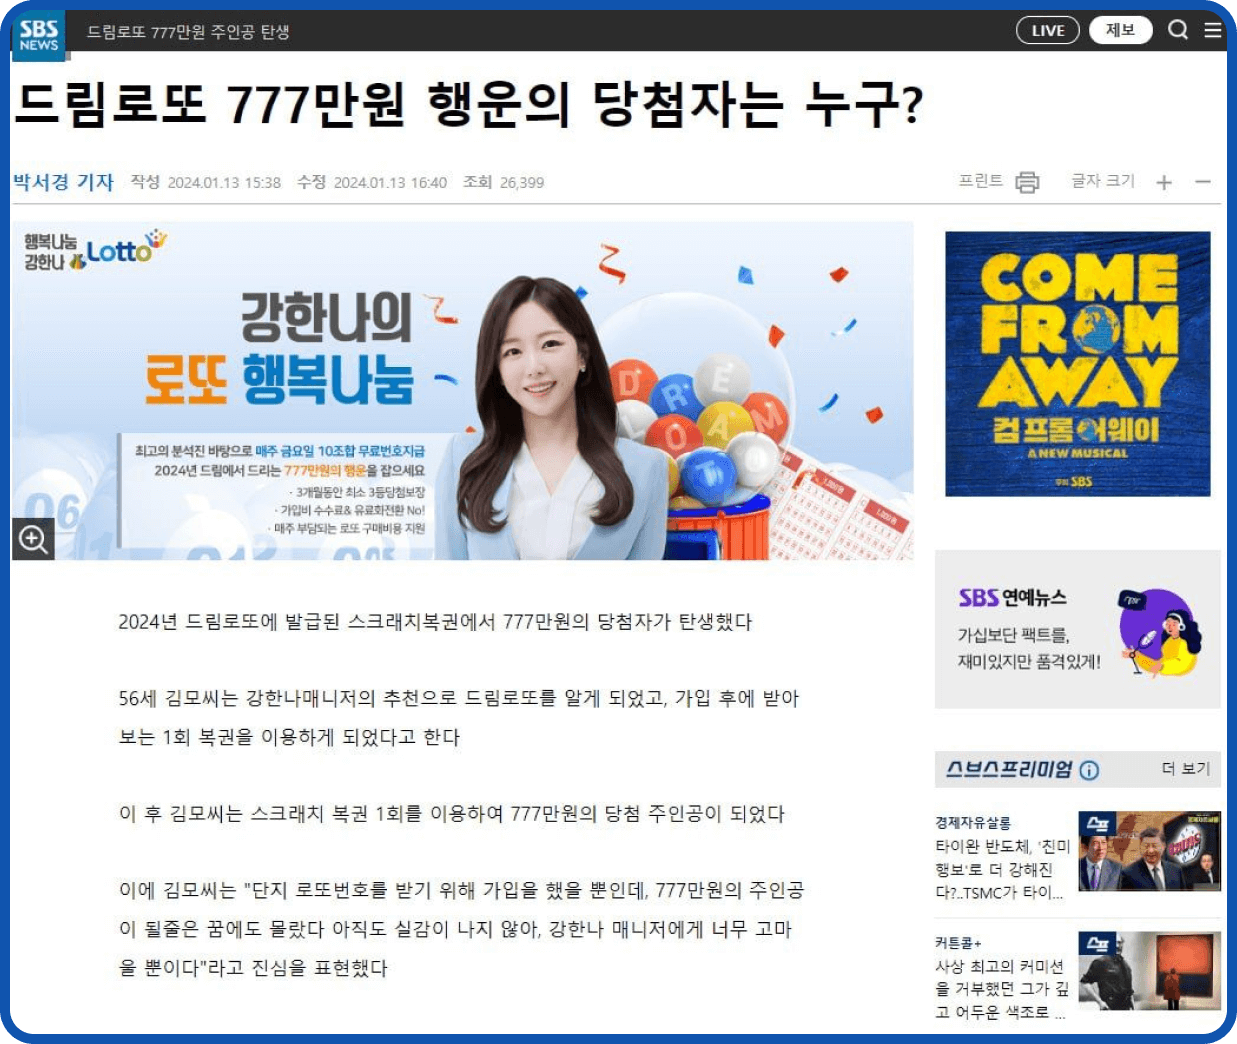 SBS
NEWS
드림로또 777만원 주인공 탄생
LIVE
제보
드림로또 777만원 행운의 당첨자는 누구?
박서경 기자 작성 2024.01.13 15:38 수정 2024.01.13 16:40 조회 26,399
프린트 글자 크기 + −
행복나눔
강한나 Lotto
강한나의
로또 행복나눔
최고의 분석진 바탕으로 매주 금요일 10조합 무료번호지급
2024년 드림에서 드리는 777만원의 행운을 잡으세요
· 3개월동안 최소 3등당첨보장
· 가입비 수수료& 유료화전환 No!
· 매주 부담되는 로또 구매비용 지원
DREAM
LOTTO
06
1,000원
1,000원
COME
FROM
AWAY
컴 프롬 어웨이
A NEW MUSICAL
주최 SBS
2024년 드림로또에 발급된 스크래치복권에서 777만원의 당첨자가 탄생했다
56세 김모씨는 강한나매니저의 추천으로 드림로또를 알게 되었고, 가입 후에 받아
보는 1회 복권을 이용하게 되었다고 한다
이 후 김모씨는 스크래치 복권 1회를 이용하여 777만원의 당첨 주인공이 되었다
이에 김모씨는 "단지 로또번호를 받기 위해 가입을 했을 뿐인데, 777만원의 주인공
이 될줄은 꿈에도 몰랐다 아직도 실감이 나지 않아, 강한나 매니저에게 너무 고마
울 뿐이다"라고 진심을 표현했다
SBS 연예뉴스
가십보단 팩트를,
재미있지만 품격있게!
스브스프리미엄 더 보기
경제자유살롱
타이완 반도체, '친미
행보'로 더 강해진
다?..TSMC가 타이...
스프
커튼콜+
사상 최고의 커미션
을 거부했던 그가 깊
고 어두운 색조로 ...
스프